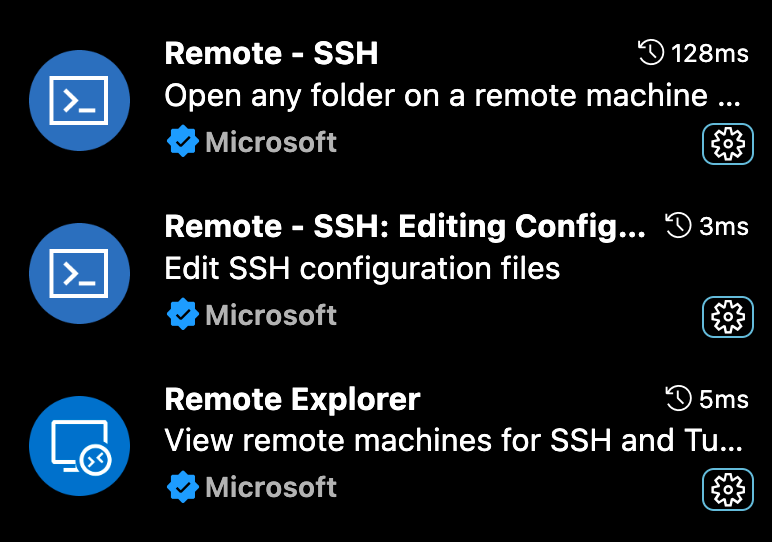 Remote - SSH
128ms
Open any folder on a remote machine ...
Microsoft
Remote - SSH: Editing Config...
3ms
Edit SSH configuration files
Microsoft
Remote Explorer
5ms
View remote machines for SSH and Tu...
Microsoft